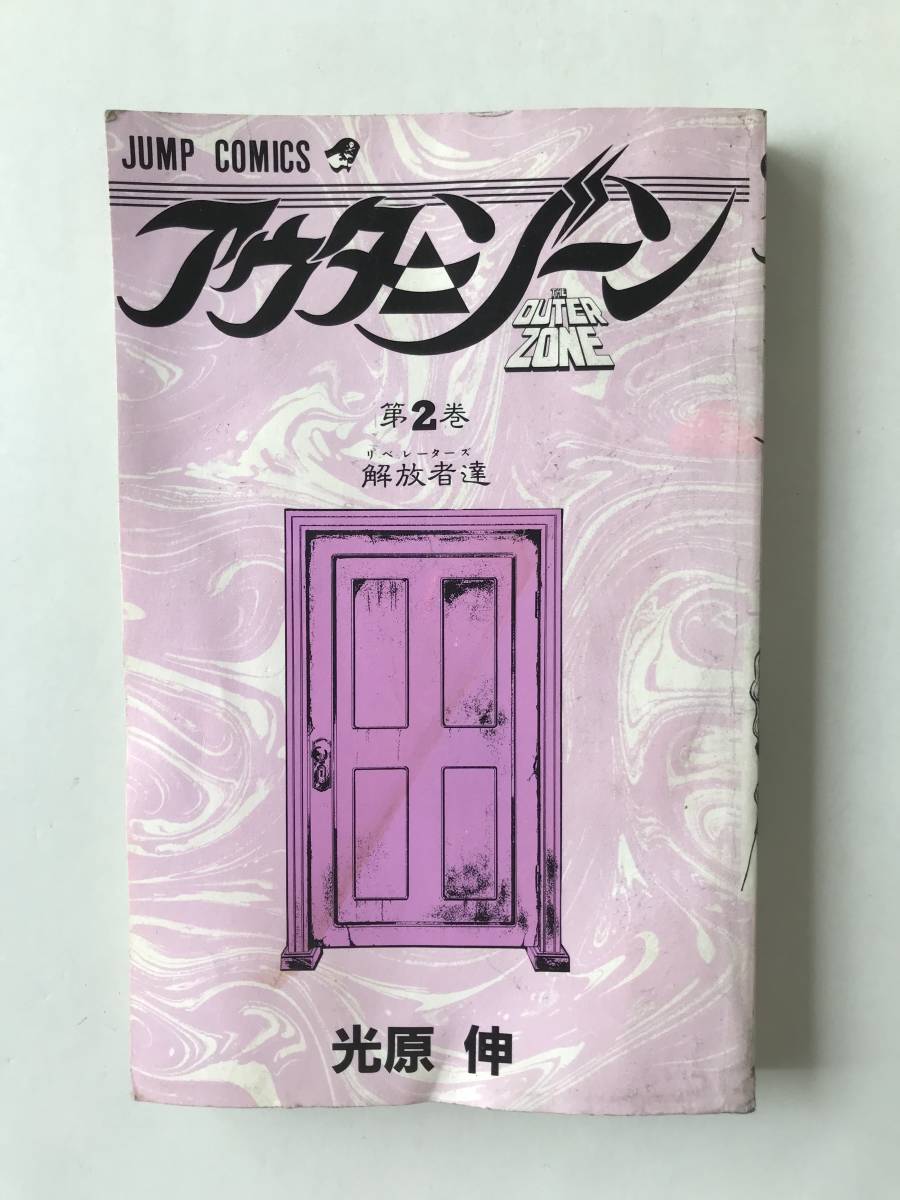 JUMP COMICS
アウターゾーン
THE
OUTER
ZONE
第2巻
リベレーターズ
解放者達
光原 伸